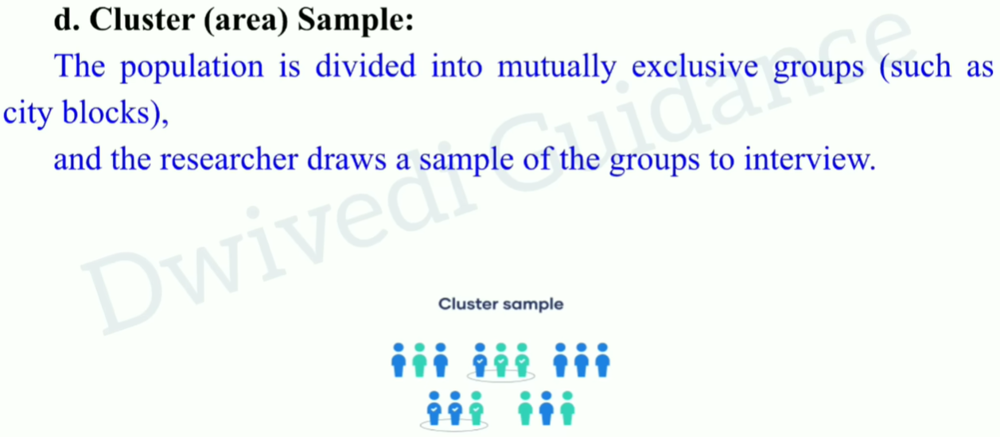 d. Cluster (area) Sample:
The population is divided into mutually exclusive groups (such as
city blocks),
and the researcher draws a sample of the groups to interview.
Dwivedi Guidance
Cluster sample